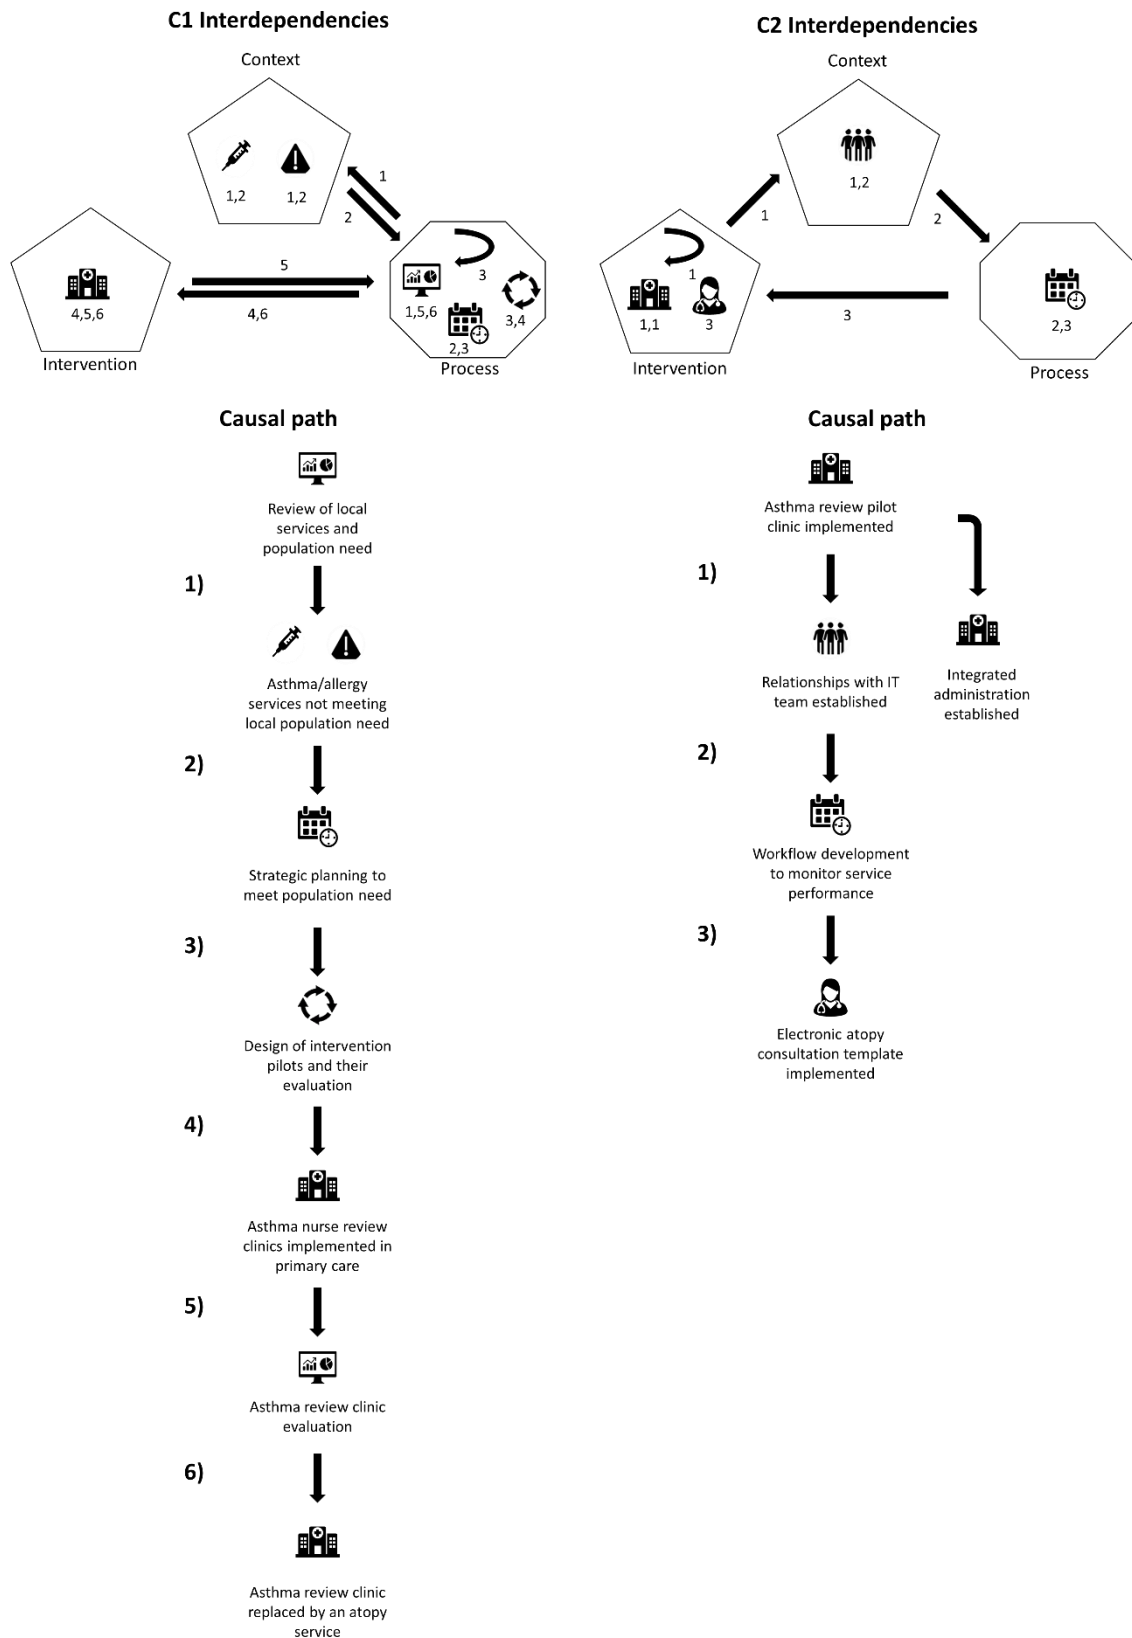 C1 Interdependencies
Context
1,2
1,2
1
2
5
4,6
4,5,6
Intervention
3
1,5,6
2,3
3,4
Process
Causal path
Review of local
services and
population need
1)
Asthma/allergy
services not meeting
local population need
2)
Strategic planning to
meet population need
3)
Design of intervention
pilots and their
evaluation
4)
Asthma nurse review
clinics implemented in
primary care
5)
Asthma review clinic
evaluation
6)
Asthma review clinic
replaced by an atopy
service
C2 Interdependencies
Context
1,2
1
2
1
1,1
3
Intervention
3
2,3
Process
Causal path
Asthma review pilot
clinic implemented
1)
Relationships with IT
team established
Integrated
administration
established
2)
Workflow development
to monitor service
performance
3)
Electronic atopy
consultation template
implemented